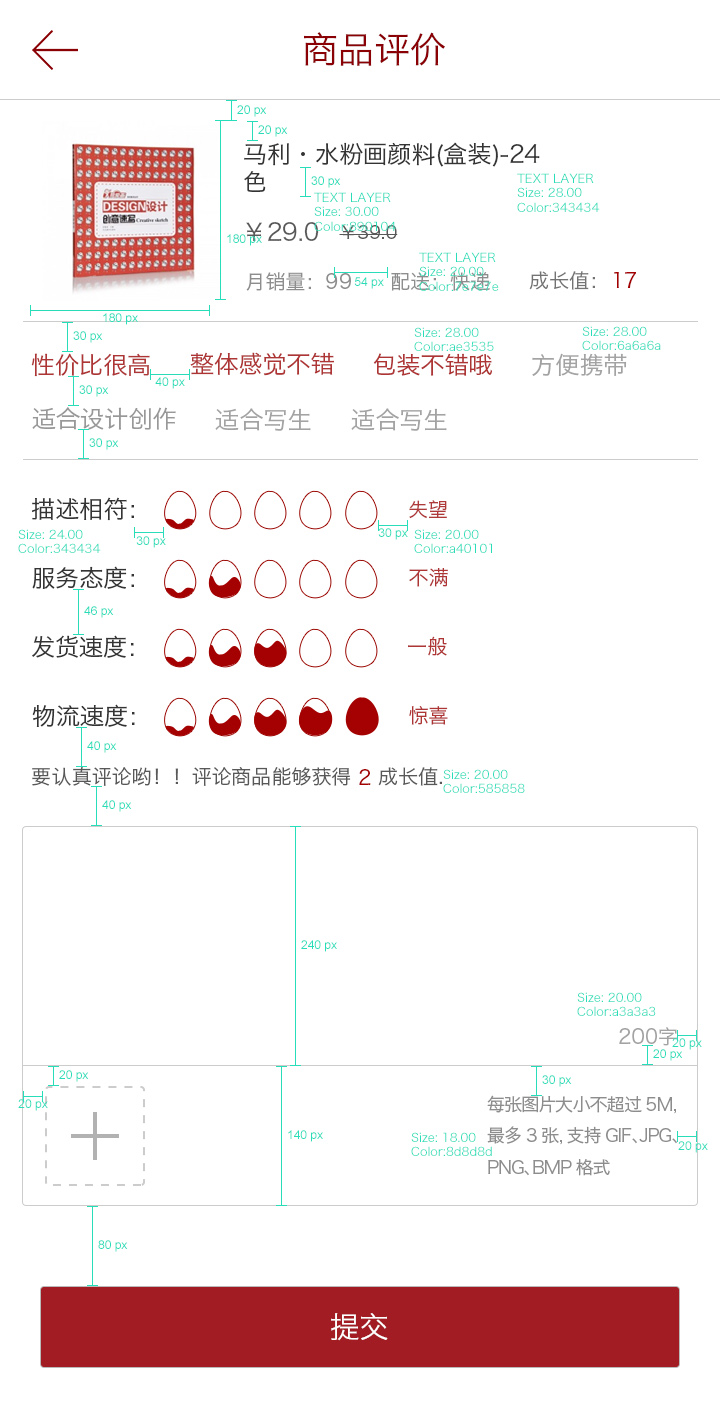 商品评价
20 px
20 px
DESIGN设计
创意速写 Creative sketch
马利·水粉画颜料(盒装)-24
色
30 px
TEXT LAYER
Size: 28.00
Color:343434
TEXT LAYER
Size: 30.00
¥29.0 ¥39.0
180 px
TEXT LAYER
Size: 20.00
月销量: 99 54 px 配送: 快递 成长值: 17
180 px
30 px
Size: 28.00
Color:ae3535
Size: 28.00
Color:6a6a6a
性价比很高 整体感觉不错 包装不错哦 方便携带
40 px
30 px
适合设计创作 适合写生 适合写生
30 px
描述相符: 失望
Size: 24.00
Color:343434
30 px
30 px
Size: 20.00
Color:a40101
服务态度: 不满
46 px
发货速度: 一般
物流速度: 惊喜
40 px
要认真评论哟!!评论商品能够获得 2 成长值.
Size: 20.00
Color:585858
40 px
240 px
Size: 20.00
Color:a3a3a3
200字
20 px
20 px
20 px
20 px
30 px
每张图片大小不超过 5M,
140 px
最多 3 张, 支持 GIF、JPG、
Size: 18.00
Color:8d8d8d
20 px
PNG、BMP 格式
80 px
提交